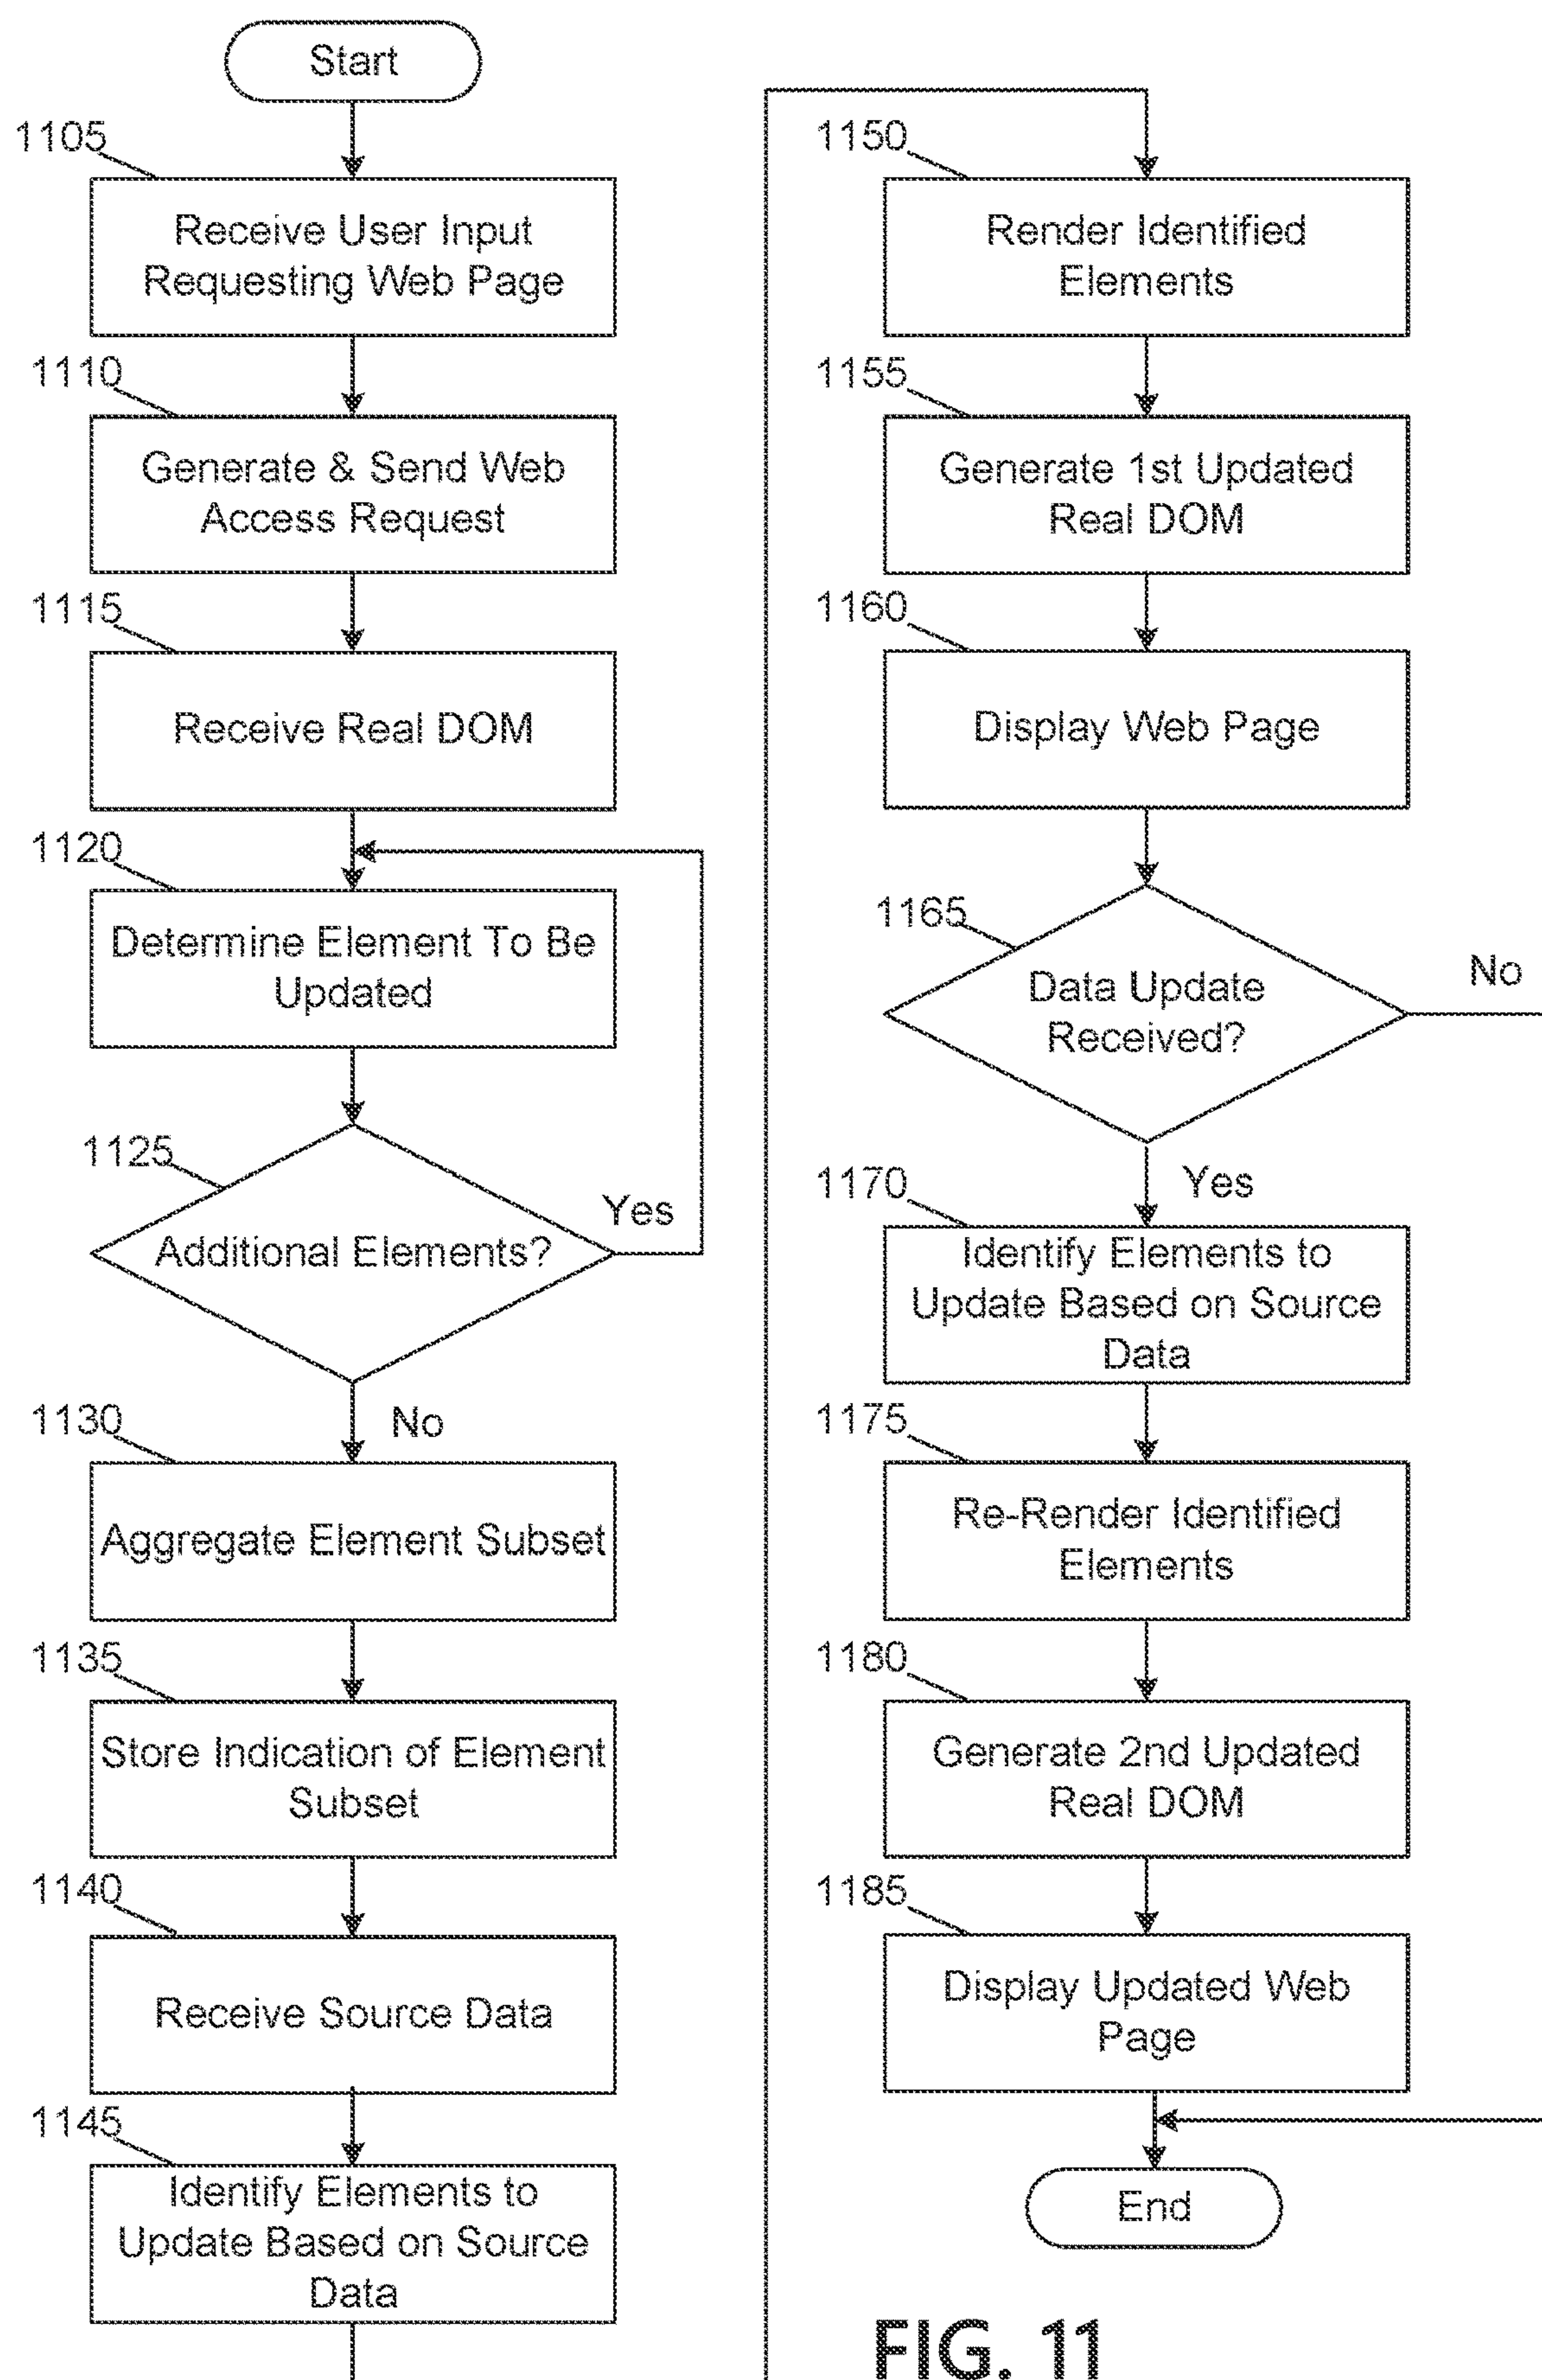 Start
1105
Receive User Input
Requesting Web Page
1110
Generate & Send Web
Access Request
1115
Receive Real DOM
1120
Determine Element To Be
Updated
1125
Additional Elements?
Yes
No
1130
Aggregate Element Subset
1135
Store Indication of Element
Subset
1140
Receive Source Data
1145
Identify Elements to
Update Based on Source
Data
1150
Render Identified
Elements
1155
Generate 1st Updated
Real DOM
1160
Display Web Page
1165
Data Update
Received?
No
Yes
1170
Identify Elements to
Update Based on Source
Data
1175
Re-Render Identified
Elements
1180
Generate 2nd Updated
Real DOM
1185
Display Updated Web
Page
End
FIG. 11